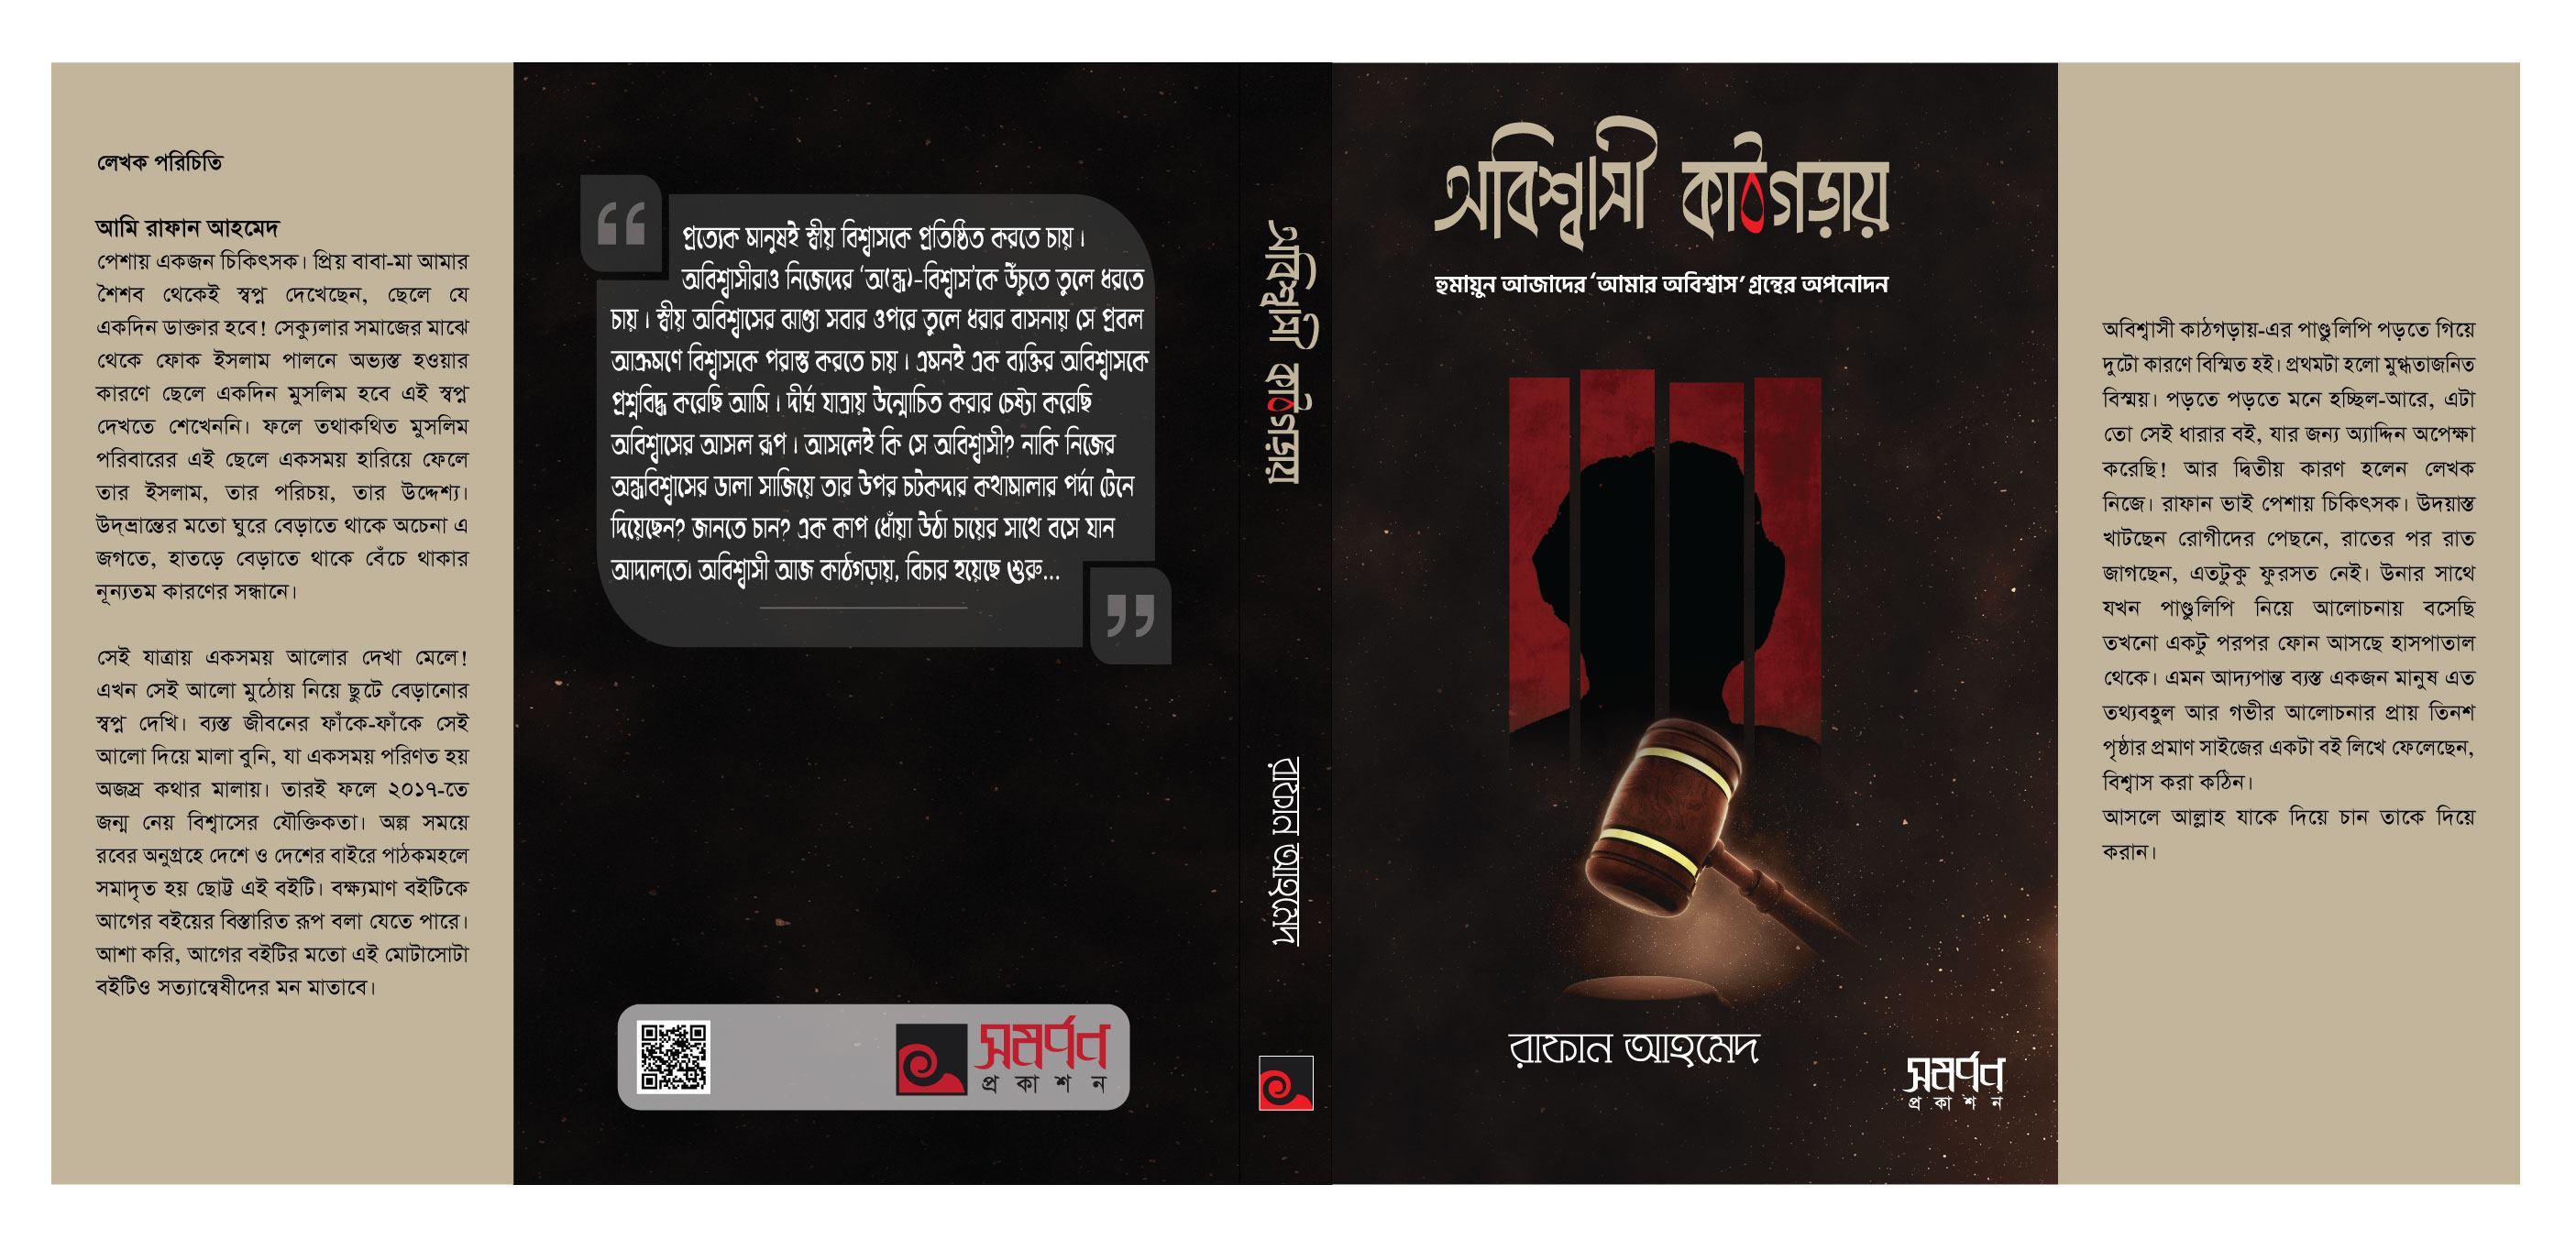 লেখক পরিচিতি
আমি রাফান আহমেদ
পেশায় একজন চিকিৎসক। প্রিয় বাবা-মা আমার
শৈশব থেকেই স্বপ্ন দেখেছেন, ছেলে যে
একদিন ডাক্তার হবে! সেক্যুলার সমাজের মাঝে
থেকে ফোক ইসলাম পালনে অভ্যস্ত হওয়ার
কারণে ছেলে একদিন মুসলিম হবে এই স্বপ্ন
দেখতে শেখেননি। ফলে তথাকথিত মুসলিম
পরিবারের এই ছেলে একসময় হারিয়ে ফেলে
তার ইসলাম, তার পরিচয়, তার উদ্দেশ্য।
উদ্‌ভ্রান্তের মতো ঘুরে বেড়াতে থাকে অচেনা এ
জগতে, হাতড়ে বেড়াতে থাকে বেঁচে থাকার
নূন্যতম কারণের সন্ধানে।
সেই যাত্রায় একসময় আলোর দেখা মেলে!
এখন সেই আলো মুঠোয় নিয়ে ছুটে বেড়ানোর
স্বপ্ন দেখি। ব্যস্ত জীবনের ফাঁকে-ফাঁকে সেই
আলো দিয়ে মালা বুনি, যা একসময় পরিণত হয়
অজস্র কথার মালায়। তারই ফলে ২০১৭-তে
জন্ম নেয় বিশ্বাসের যৌক্তিকতা। অল্প সময়ে
রবের অনুগ্রহে দেশে ও দেশের বাইরে পাঠকমহলে
সমাদৃত হয় ছোট্ট এই বইটি। বক্ষ্যমাণ বইটিকে
আগের বইয়ের বিস্তারিত রূপ বলা যেতে পারে।
আশা করি, আগের বইটির মতো এই মোটাসোটা
বইটিও সত্যান্বেষীদের মন মাতাবে।
“
প্রত্যেক মানুষই স্বীয় বিশ্বাসকে প্রতিষ্ঠিত করতে চায়।
অবিশ্বাসীরাও নিজেদের ‘অ(ন্ধ)-বিশ্বাস’কে উঁচুতে তুলে ধরতে
চায়। স্বীয় অবিশ্বাসের ঝাণ্ডা সবার ওপরে তুলে ধরার বাসনায় সে প্রবল
আক্রমণে বিশ্বাসকে পরাস্ত করতে চায়। এমনই এক ব্যক্তির অবিশ্বাসকে
প্রশ্নবিদ্ধ করেছি আমি। দীর্ঘ যাত্রায় উন্মোচিত করার চেষ্টা করেছি
অবিশ্বাসের আসল রূপ। আসলেই কি সে অবিশ্বাসী? নাকি নিজের
অন্ধবিশ্বাসের ডালা সাজিয়ে তার উপর চটকদার কথামালার পর্দা টেনে
দিয়েছেন? জানতে চান? এক কাপ ধোঁয়া উঠা চায়ের সাথে বসে যান
আদালতে। অবিশ্বাসী আজ কাঠগড়ায়, বিচার হয়েছে শুরু...
”
সমর্পণ
প্রকাশন
অবিশ্বাসী কাঠগড়ায়
রাফান আহমেদ
অবিশ্বাসী কাঠগড়ায়
হুমায়ুন আজাদের ‘আমার অবিশ্বাস’ গ্রন্থের অপনোদন
রাফান আহমেদ
সমর্পণ
প্রকাশন
অবিশ্বাসী কাঠগড়ায়-এর পাণ্ডুলিপি পড়তে গিয়ে
দুটো কারণে বিস্মিত হই। প্রথমটা হলো মুগ্ধতাজনিত
বিস্ময়। পড়তে পড়তে মনে হচ্ছিল-আরে, এটা
তো সেই ধারার বই, যার জন্য অ্যাদ্দিন অপেক্ষা
করেছি! আর দ্বিতীয় কারণ হলেন লেখক
নিজে। রাফান ভাই পেশায় চিকিৎসক। উদয়াস্ত
খাটছেন রোগীদের পেছনে, রাতের পর রাত
জাগছেন, এতটুকু ফুরসত নেই। উনার সাথে
যখন পাণ্ডুলিপি নিয়ে আলোচনায় বসেছি
তখনো একটু পরপর ফোন আসছে হাসপাতাল
থেকে। এমন আদ্যপান্ত ব্যস্ত একজন মানুষ এত
তথ্যবহুল আর গভীর আলোচনার প্রায় তিনশ
পৃষ্ঠার প্রমাণ সাইজের একটা বই লিখে ফেলেছেন,
বিশ্বাস করা কঠিন।
আসলে আল্লাহ যাকে দিয়ে চান তাকে দিয়ে
করান।